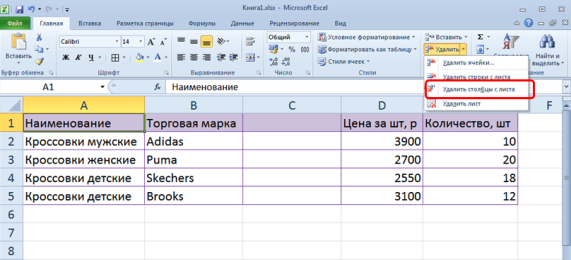 Книга1.xlsx - Microsoft Excel
Файл Главная Вставка Разметка страницы Формулы Данные Рецензирование Вид
Вставить
Calibri 14
Ж К Ч
Общий
% 000
Условное форматирование
Форматировать как таблицу
Стили ячеек
Вставить
Удалить
Σ
Найти и выделить
Буфер обмена Шрифт Выравнивание Число Стили
Удалить ячейки...
Удалить строки с листа
Удалить столбцы с листа
Удалить лист
A1 fx Наименование
A B C D F
1 Наименование Торговая марка Цена за шт, р Количество, шт
2 Кроссовки мужские Adidas 3900 10
3 Кроссовки женские Puma 2700 20
4 Кроссовки детские Skechers 2550 18
5 Кроссовки детские Brooks 3100 12
6
7
8